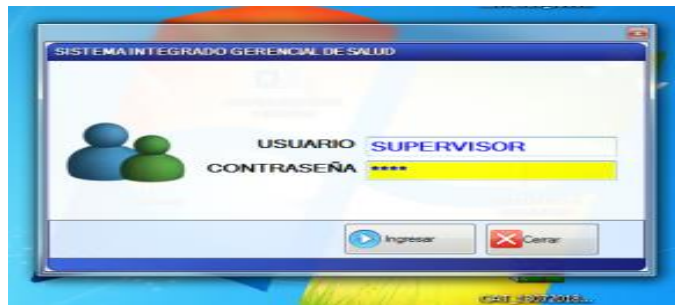 SISTEMA INTEGRADO GERENCIAL DE SALUD
USUARIO SUPERVISOR
CONTRASEÑA ****
Ingresar Cerrar